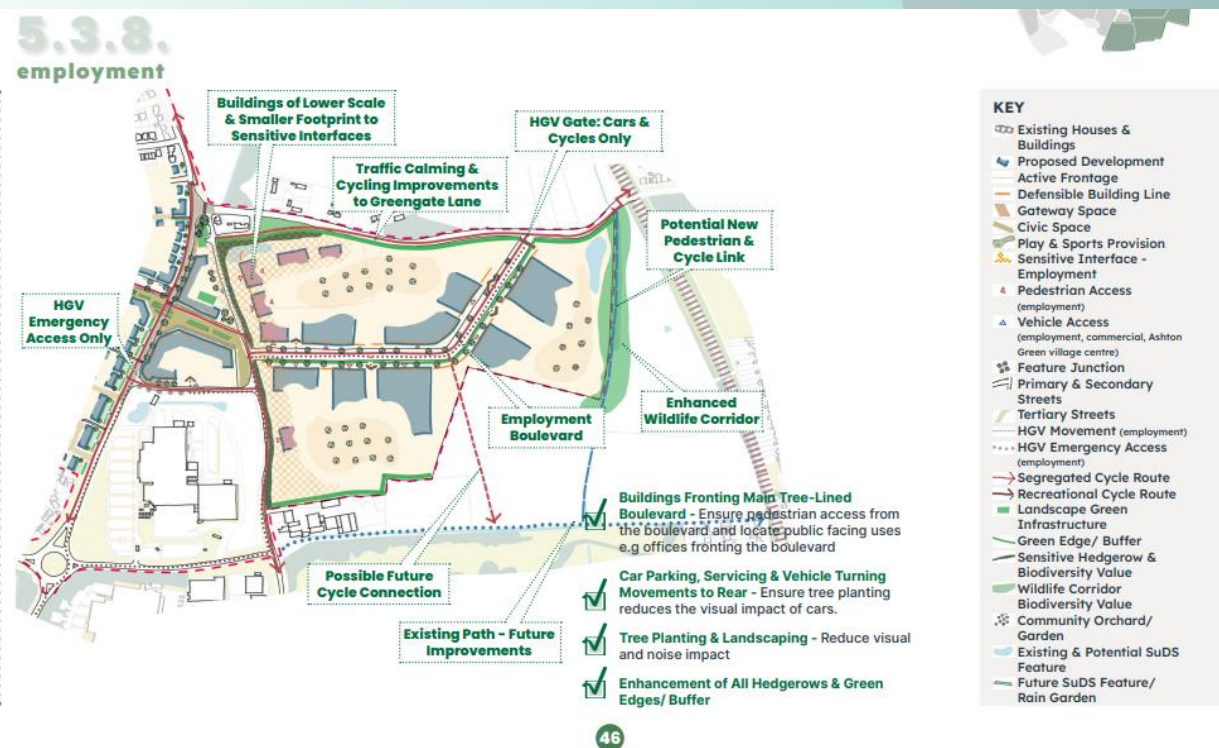 5.3.8.
employment
Buildings of Lower Scale
& Smaller Footprint to
Sensitive Interfaces
HGV Gate: Cars &
Cycles Only
Traffic Calming &
Cycling Improvements
to Greengate Lane
Potential New
Pedestrian &
Cycle Link
HGV
Emergency
Access Only
Employment
Boulevard
Enhanced
Wildlife Corridor
Possible Future
Cycle Connection
Existing Path - Future
Improvements
Buildings Fronting Main Tree-Lined
Boulevard - Ensure pedestrian access from
the boulevard and locate public facing uses
e.g offices fronting the boulevard
Car Parking, Servicing & Vehicle Turning
Movements to Rear - Ensure tree planting
reduces the visual impact of cars.
Tree Planting & Landscaping - Reduce visual
and noise impact
Enhancement of All Hedgerows & Green
Edges/ Buffer
KEY
Existing Houses &
Buildings
Proposed Development
Active Frontage
Defensible Building Line
Gateway Space
Civic Space
Play & Sports Provision
Sensitive Interface -
Employment
Pedestrian Access
(employment)
Vehicle Access
(employment, commercial, Ashton
Green village centre)
Feature Junction
Primary & Secondary
Streets
Tertiary Streets
HGV Movement (employment)
HGV Emergency Access
(employment)
Segregated Cycle Route
Recreational Cycle Route
Landscape Green
Infrastructure
Green Edge/ Buffer
Sensitive Hedgerow &
Biodiversity Value
Wildlife Corridor
Biodiversity Value
Community Orchard/
Garden
Existing & Potential SuDS
Feature
Future SuDS Feature/
Rain Garden
46